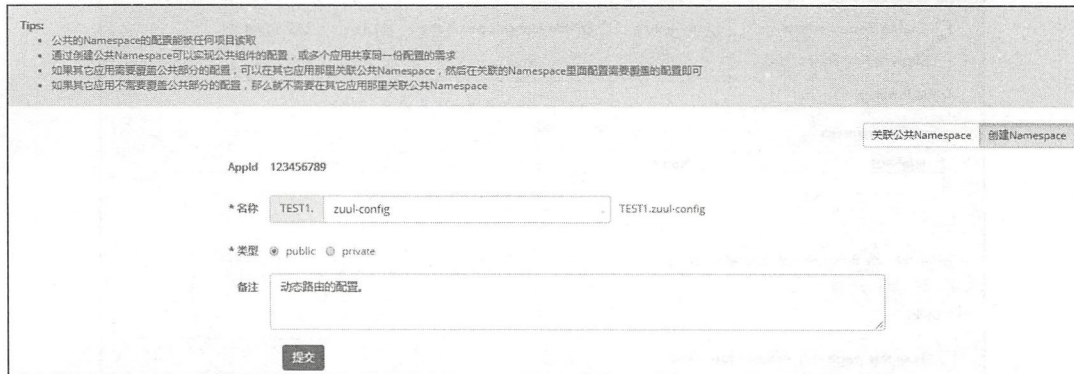 Tips:
• 公共的Namespace的配置能被任何项目读取
• 通过创建公共Namespace可以实现公共组件的配置，或多个应用共享同一份配置的需求
• 如果其它应用需要覆盖公共部分的配置，可以在其它应用那里关联公共Namespace，然后在关联的Namespace里面配置需要覆盖的配置即可
• 如果其它应用不需要覆盖公共部分的配置，那么就不需要在其它应用那里关联公共Namespace
关联公共Namespace 创建Namespace
AppId 123456789
* 名称 TEST1. zuul-config TEST1.zuul-config
* 类型 public private
备注 动态路由的配置。
提交